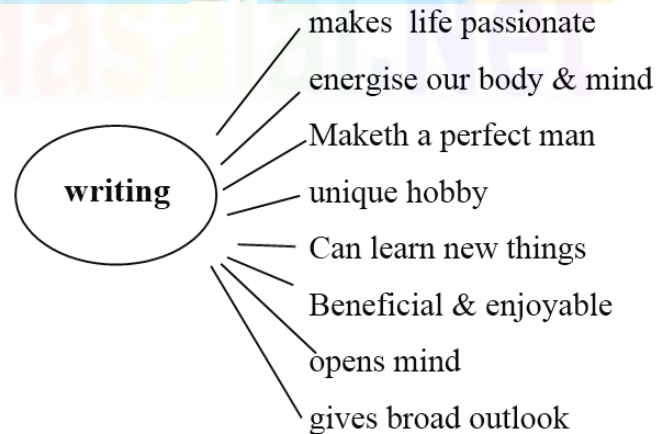 makes life passionate
energise our body & mind
Maketh a perfect man
writing
unique hobby
Can learn new things
Beneficial & enjoyable
opens mind
gives broad outlook